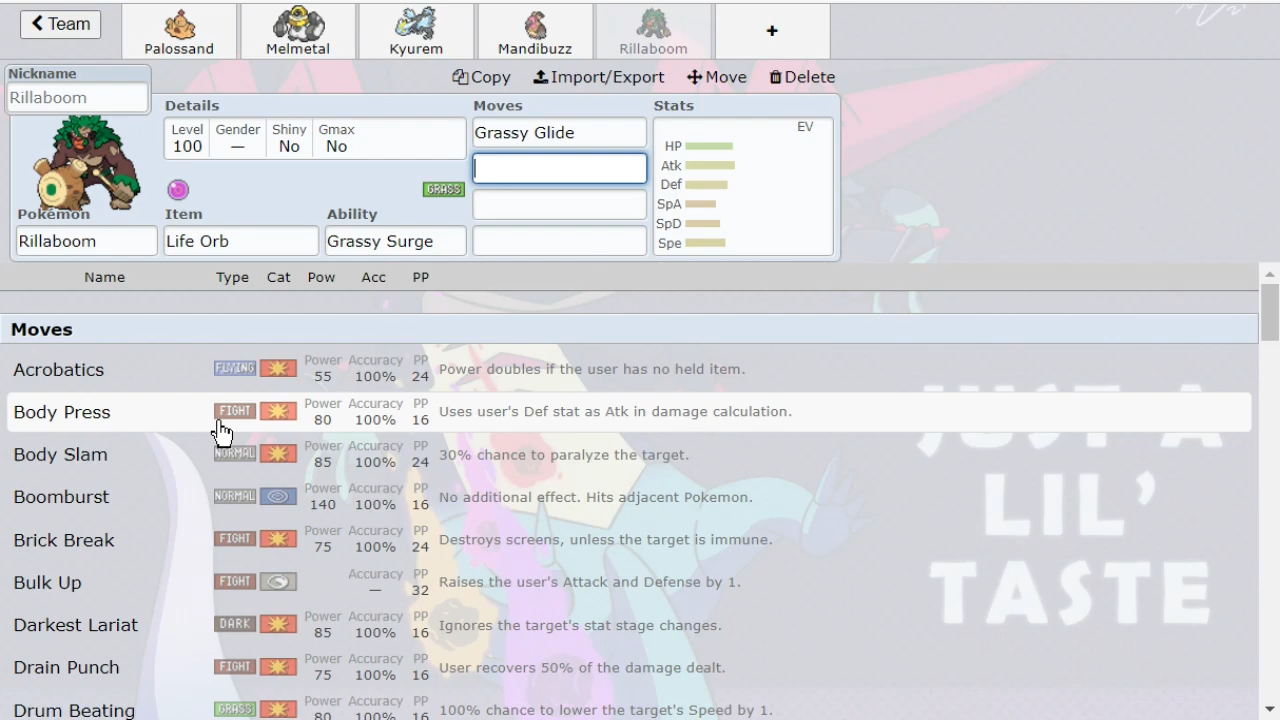 Team
Palossand
Melmetal
Kyurem
Mandibuzz
Rillaboom
+
Nickname
Rillaboom
Copy
Import/Export
Move
Delete
Details
Level
100
Gender
—
Shiny
No
Gmax
No
GRASS
Pokémon
Rillaboom
Item
Life Orb
Ability
Grassy Surge
Moves
Grassy Glide
Stats
EV
HP
Atk
Def
SpA
SpD
Spe
Name Type Cat Pow Acc PP
Moves
Acrobatics FLYING Power 55 Accuracy 100% PP 24 Power doubles if the user has no held item.
Body Press FIGHT Power 80 Accuracy 100% PP 16 Uses user's Def stat as Atk in damage calculation.
Body Slam NORMAL Power 85 Accuracy 100% PP 24 30% chance to paralyze the target.
Boomburst NORMAL Power 140 Accuracy 100% PP 16 No additional effect. Hits adjacent Pokemon.
Brick Break FIGHT Power 75 Accuracy 100% PP 24 Destroys screens, unless the target is immune.
Bulk Up FIGHT Accuracy — PP 32 Raises the user's Attack and Defense by 1.
Darkest Lariat DARK Power 85 Accuracy 100% PP 16 Ignores the target's stat stage changes.
Drain Punch FIGHT Power 75 Accuracy 100% PP 16 User recovers 50% of the damage dealt.
Drum Beating GRASS Power 80 Accuracy 100% PP 16 100% chance to lower the target's Speed by 1.
JUST A
LIL'
TASTE